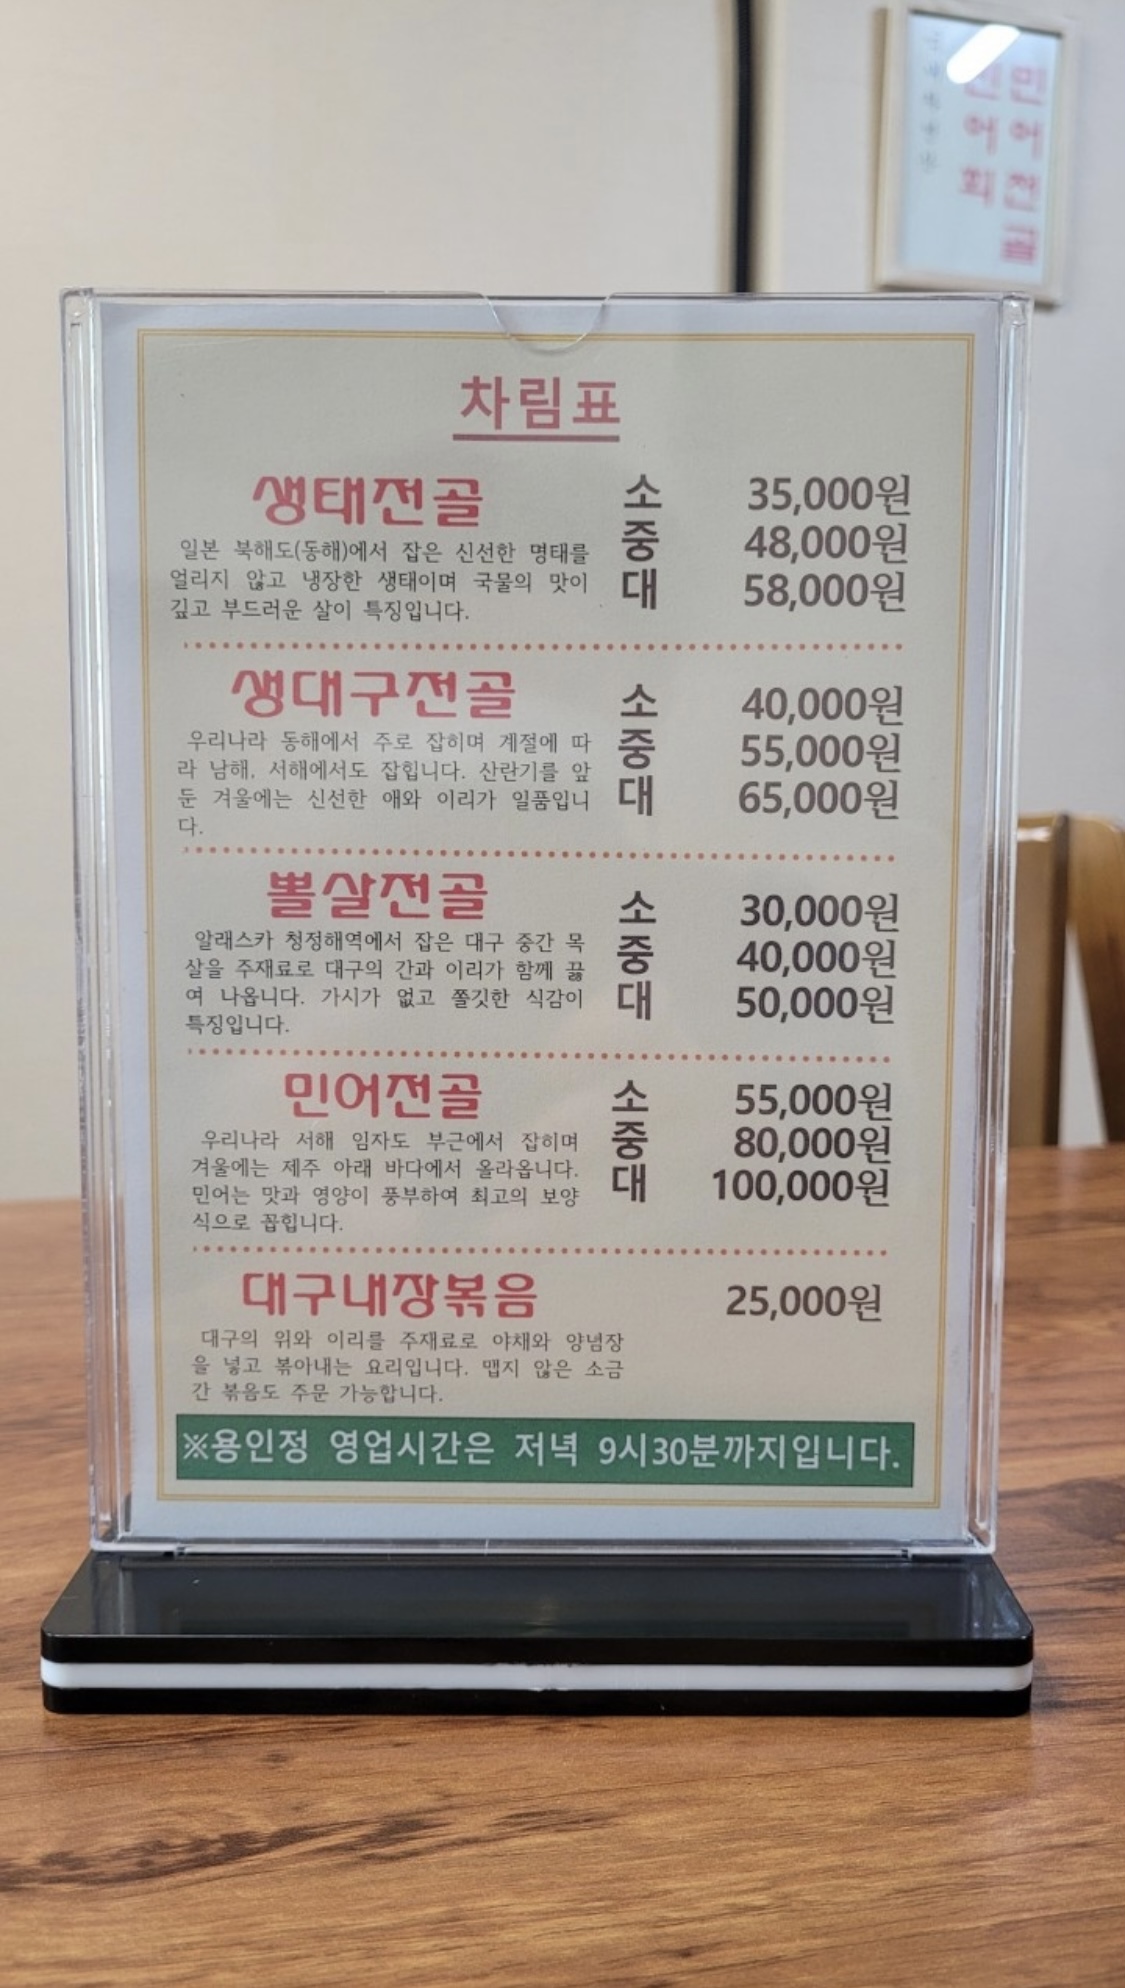 민어전골
민어회
차림표
생태전골
일본 북해도(동해)에서 잡은 신선한 명태를
얼리지 않고 냉장한 생태이며 국물의 맛이
깊고 부드러운 살이 특징입니다.
소 35,000원
중 48,000원
대 58,000원
생대구전골
우리나라 동해에서 주로 잡히며 계절에 따
라 남해, 서해에서도 잡힙니다. 산란기를 앞
둔 겨울에는 신선한 애와 이리가 일품입니
다.
소 40,000원
중 55,000원
대 65,000원
뽈살전골
알래스카 청정해역에서 잡은 대구 중간 목
살을 주재료로 대구의 간과 이리가 함께 끓
여 나옵니다. 가시가 없고 쫄깃한 식감이
특징입니다.
소 30,000원
중 40,000원
대 50,000원
민어전골
우리나라 서해 임자도 부근에서 잡히며
겨울에는 제주 아래 바다에서 올라옵니다.
민어는 맛과 영양이 풍부하여 최고의 보양
식으로 꼽힙니다.
소 55,000원
중 80,000원
대 100,000원
대구내장볶음 25,000원
대구의 위와 이리를 주재료로 야채와 양념장
을 넣고 볶아내는 요리입니다. 맵지 않은 소금
간 볶음도 주문 가능합니다.
※용인정 영업시간은 저녁 9시30분까지입니다.